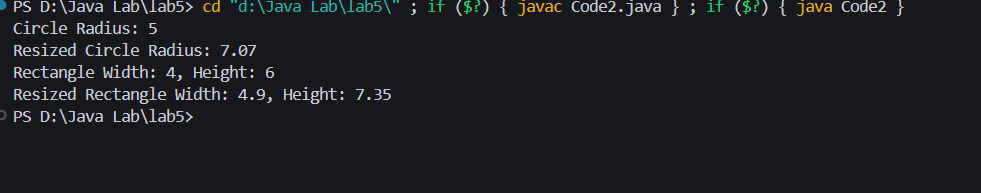 PS D:\Java Lab\lab5> cd "d:\Java Lab\lab5\" ; if ($?) { javac Code2.java } ; if ($?) { java Code2 }
Circle Radius: 5
Resized Circle Radius: 7.07
Rectangle Width: 4, Height: 6
Resized Rectangle Width: 4.9, Height: 7.35
PS D:\Java Lab\lab5>